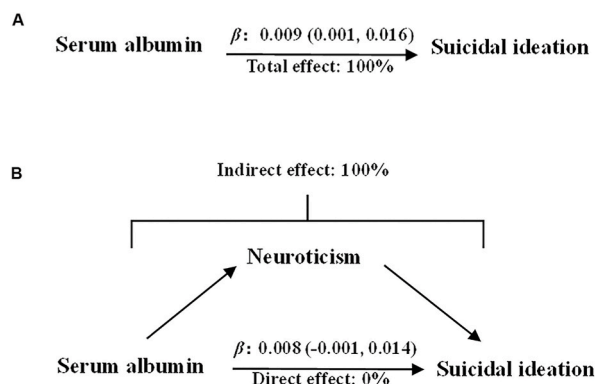 A
Serum albumin
β: 0.009 (0.001, 0.016)
Total effect: 100%
Suicidal ideation
B
Indirect effect: 100%
Neuroticism
Serum albumin
β: 0.008 (-0.001, 0.014)
Direct effect: 0%
Suicidal ideation